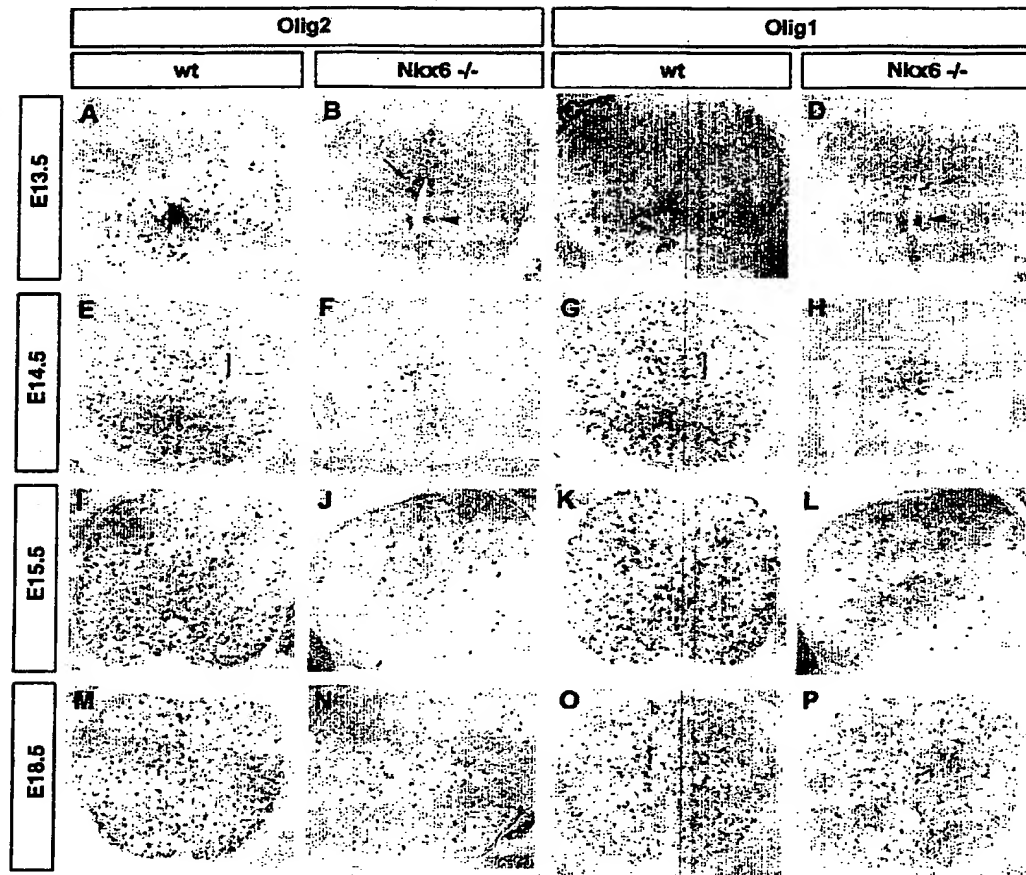 Olig2 Olig1
wt Nkx6 -/- wt Nkx6 -/-
E13.5
A B C D
E14.5
E F G H
E15.5
I J K L
E18.5
M N O P